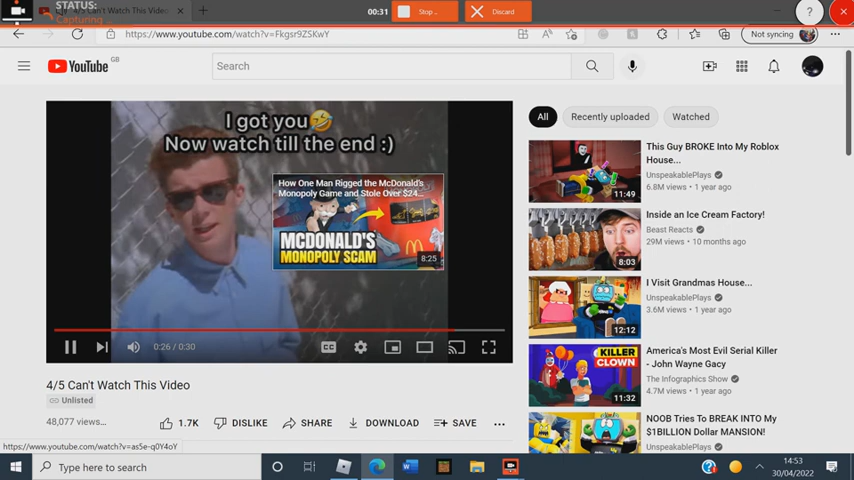 STATUS:
Capturing...
00:31
Stop ..
Discard
?
4/5 Can't Watch This Video
https://www.youtube.com/watch?v=Fkgsr9ZSKwY
Not syncing
YouTube GB
Search
I got you🤣
Now watch till the end :)
How One Man Rigged the McDonald's
Monopoly Game and Stole Over $24...
MCDONALD'S
MONOPOLY SCAM
8:25
0:26 / 0:30
CC
4/5 Can't Watch This Video
Unlisted
48,077 views...
1.7K
DISLIKE
SHARE
DOWNLOAD
SAVE
All
Recently uploaded
Watched
11:49
This Guy BROKE Into My Roblox
House...
UnspeakablePlays
6.8M views • 1 year ago
8:03
Inside an Ice Cream Factory!
Beast Reacts
29M views • 10 months ago
12:12
I Visit Grandmas House...
UnspeakablePlays
3.6M views • 1 year ago
KILLER
CLOWN
11:32
America's Most Evil Serial Killer
- John Wayne Gacy
The Infographics Show
4.7M views • 1 year ago
NOOB Tries To BREAK INTO My
$1BILLION Dollar MANSION!
UnspeakablePlays
https://www.youtube.com/watch?v=as5e-q0Y4oY
Type here to search
14:53
30/04/2022